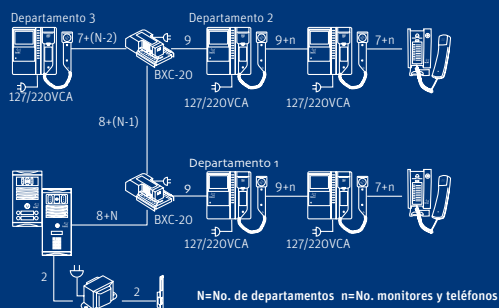 Departamento 3
Departamento 2
7+(N-2)
9
9+n
7+n
BXC-20
127/220VCA
127/220VCA
127/220VCA
8+(N-1)
Departamento 1
9
9+n
7+n
BXC-20
8+N
127/220VCA
127/220VCA
2
2
N=No. de departamentos n=No. monitores y teléfonos